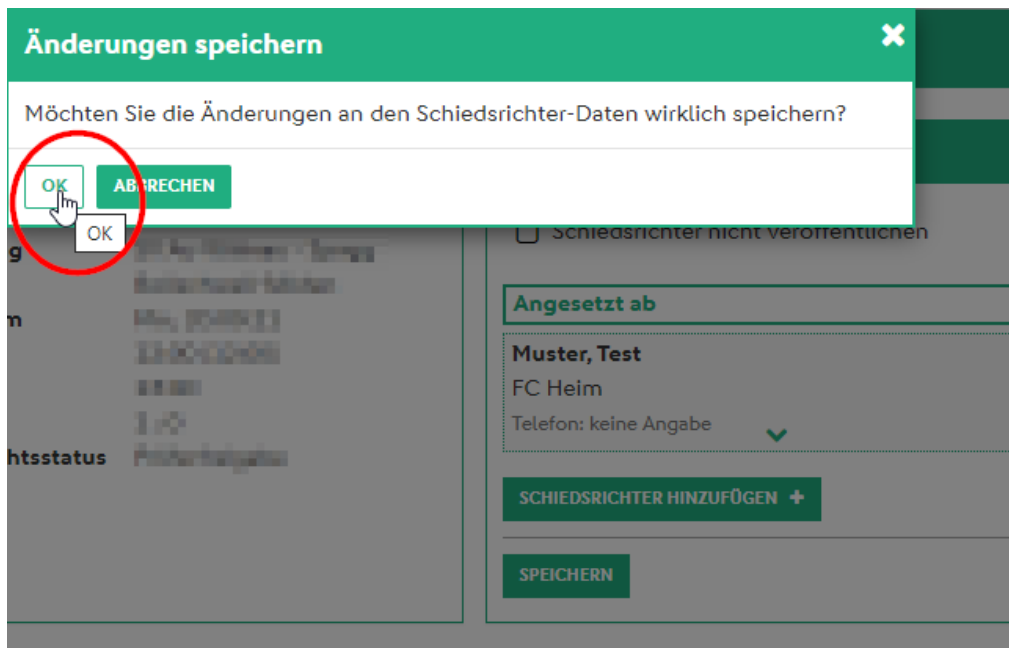 Änderungen speichern
Möchten Sie die Änderungen an den Schiedsrichter-Daten wirklich speichern?
OK ABBRECHEN
OK
g
m
htsstatus
Schiedsrichter nicht veröffentlichen
Angesetzt ab
Muster, Test
FC Heim
Telefon: keine Angabe
SCHIEDSRICHTER HINZUFÜGEN +
SPEICHERN